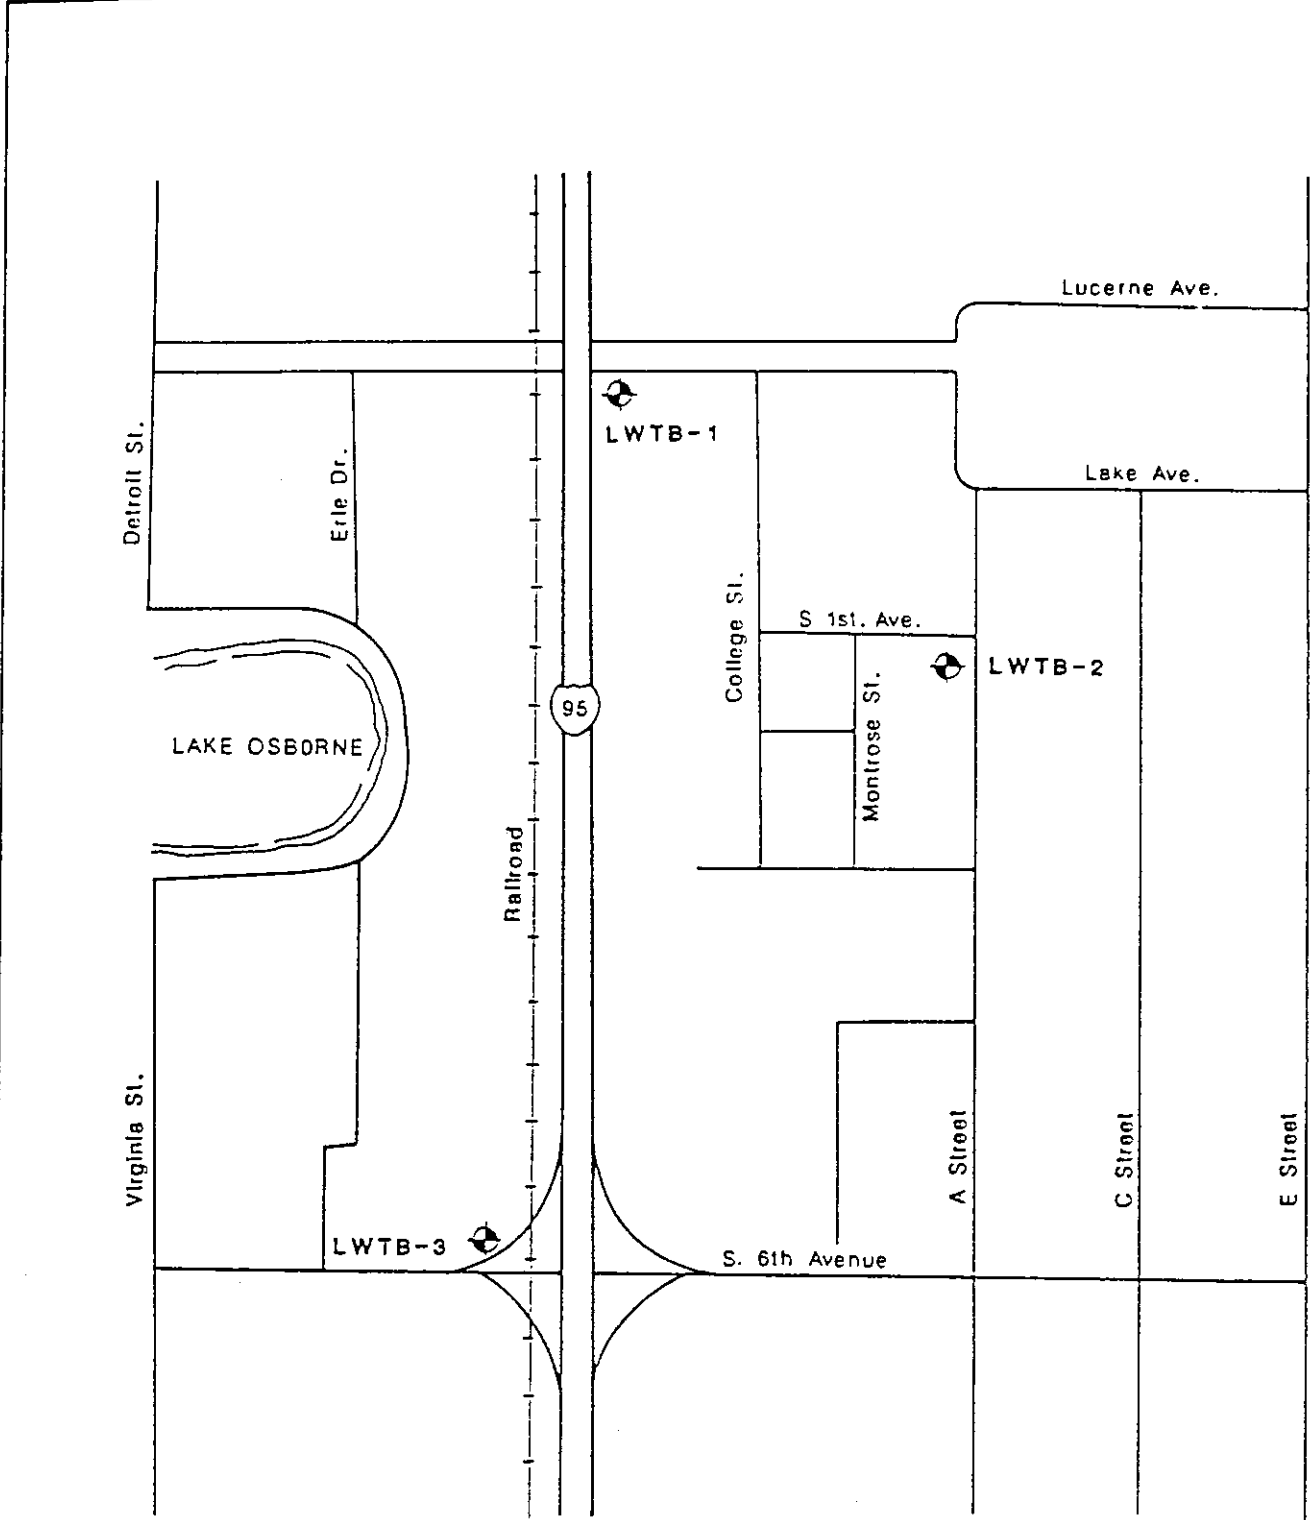 Lucerne Ave.
LWTB-1
Detroit St.
Erie Dr.
Lake Ave.
College St.
S 1st. Ave.
LWTB-2
Montrose St.
95
LAKE OSBORNE
Railroad
Virginia St.
A Street
C Street
E Street
LWTB-3
S. 6th Avenue